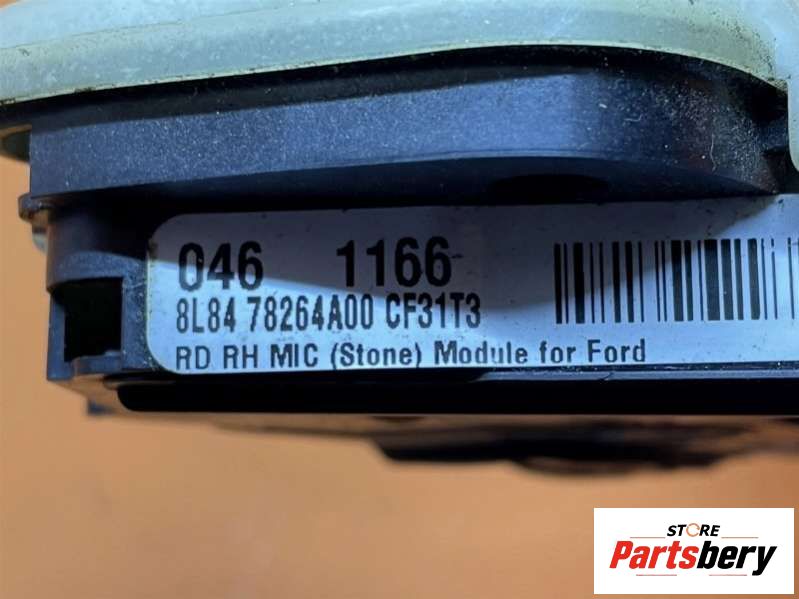 046 1166
8L84 78264A00 CF31T3
RD RH MIC (Stone) Module for Ford
STORE
Partsbery